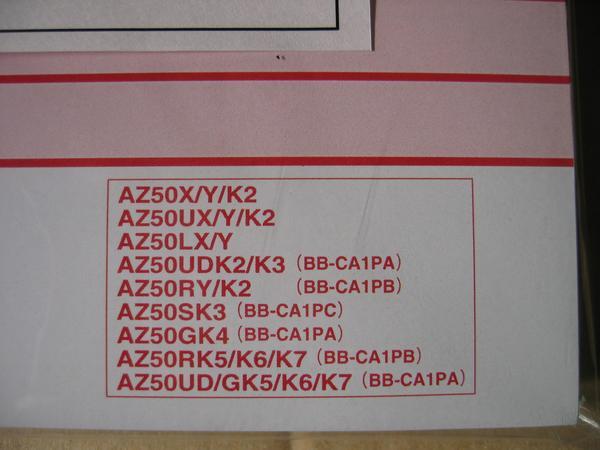 AZ50X/Y/K2
AZ50UX/Y/K2
AZ50LX/Y
AZ50UDK2/K3 (BB-CA1PA)
AZ50RY/K2 (BB-CA1PB)
AZ50SK3 (BB-CA1PC)
AZ50GK4 (BB-CA1PA)
AZ50RK5/K6/K7 (BB-CA1PB)
AZ50UD/GK5/K6/K7 (BB-CA1PA)